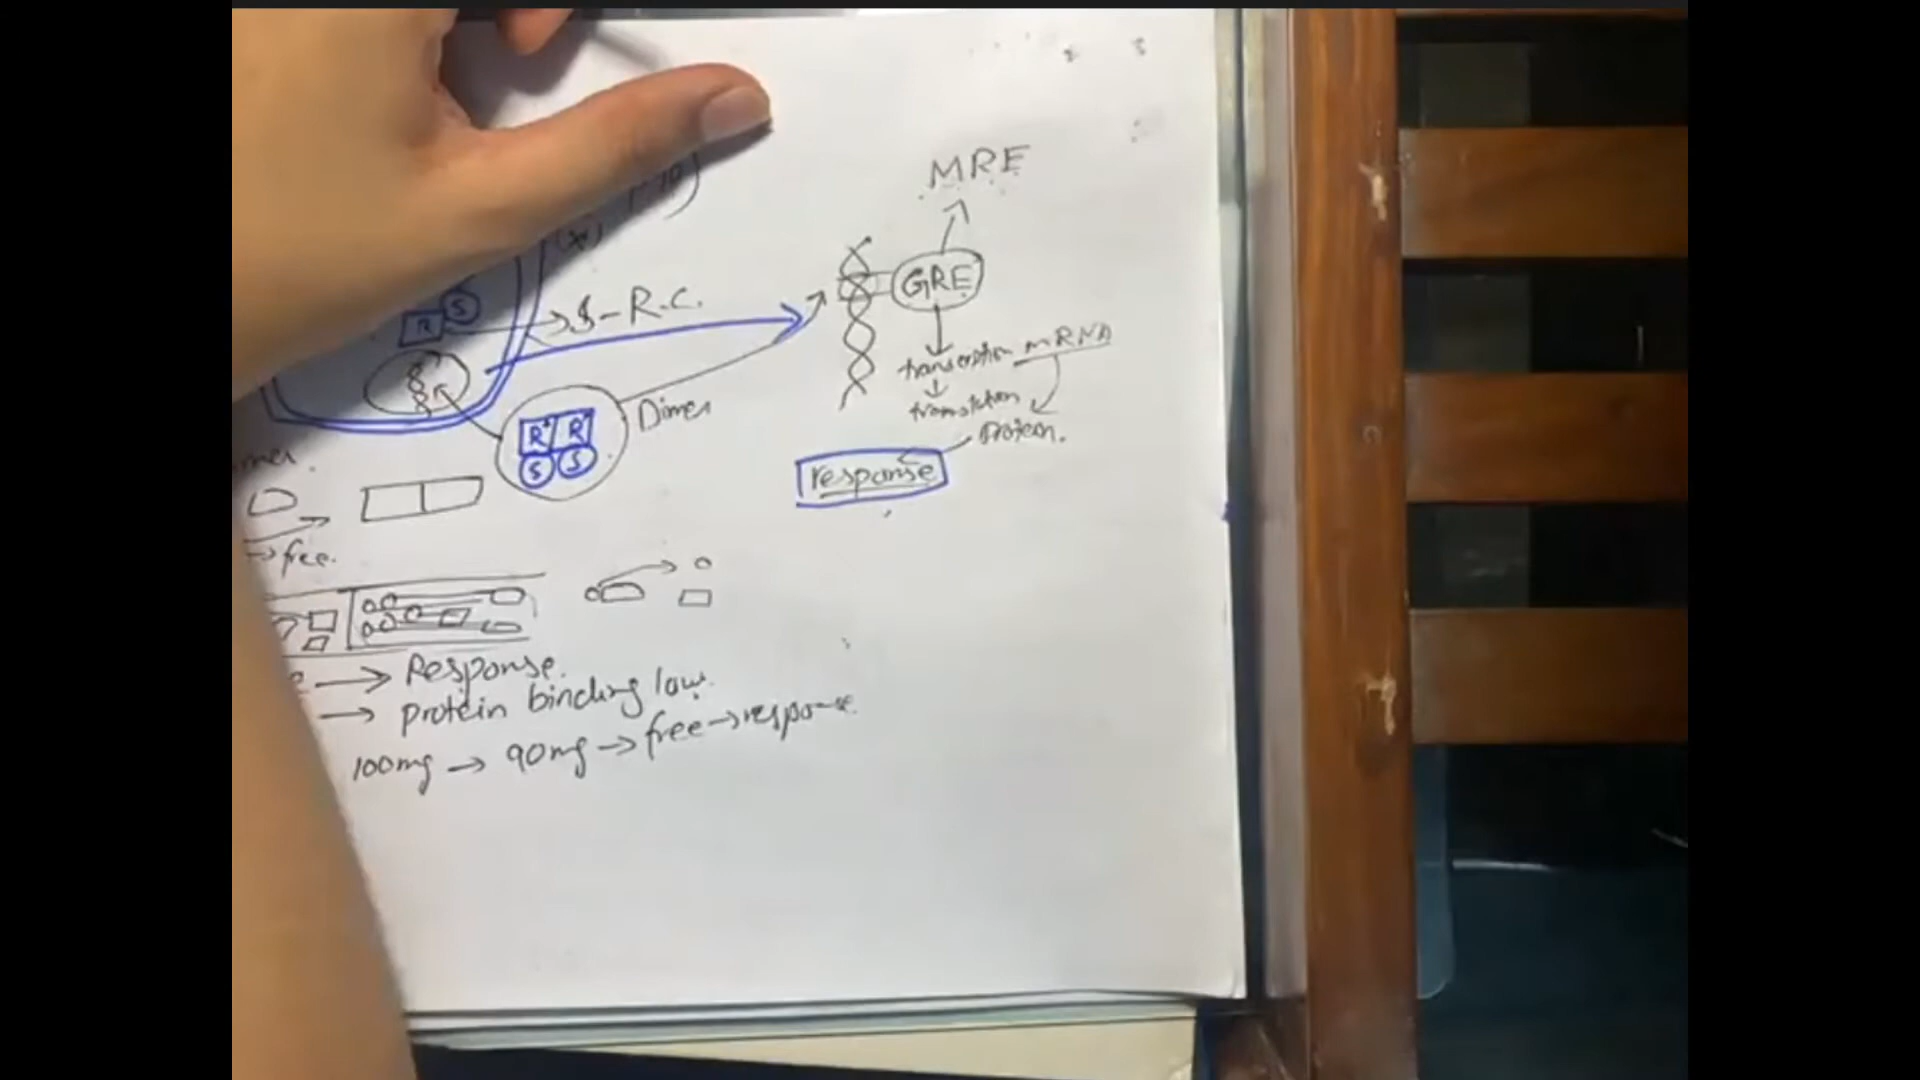 MRE
GRE
S
R
S-R.C.
transcription mRNA
translation
protein.
Dimer
R R
S S
response
→ free.
→ Response.
→ protein binding low.
100mg → 90mg → free → response